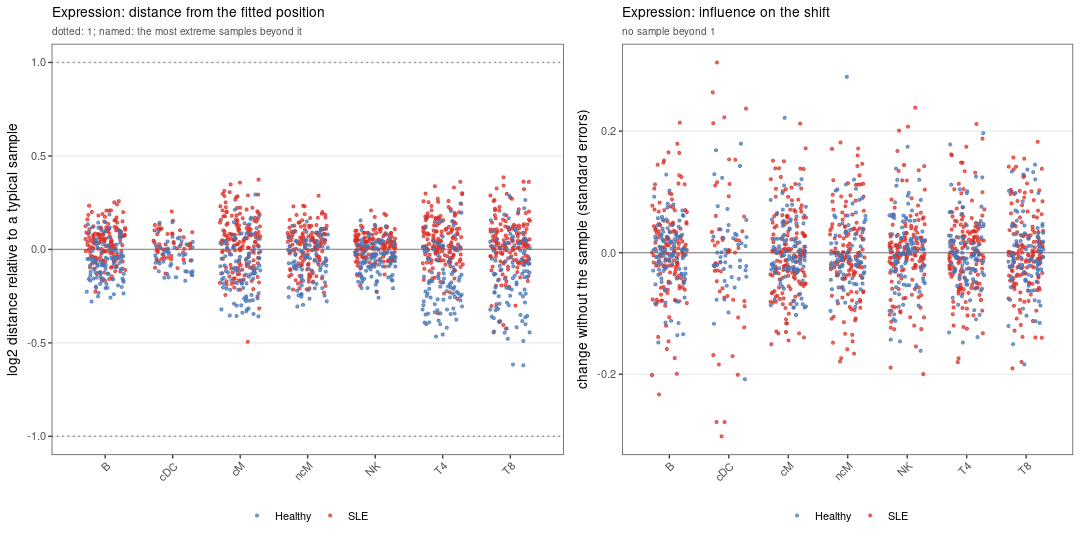 Expression: distance from the fitted position
dotted: 1; named: the most extreme samples beyond it
log2 distance relative to a typical sample
1.0
0.5
0.0
-0.5
-1.0
B
cDC
cM
ncM
NK
T4
T8
Healthy
SLE
Expression: influence on the shift
no sample beyond 1
change without the sample (standard errors)
0.2
0.0
-0.2
B
cDC
cM
ncM
NK
T4
T8
Healthy
SLE